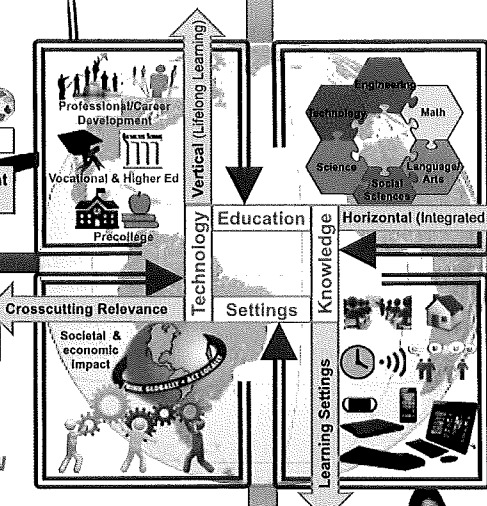 Professional/Career
Development
Vocational & Higher Ed
Precollege
Vertical (Lifelong Learning)
Engineering
Technology
Math
Science
Language/
Arts
Social
Sciences
Technology
Education
Knowledge
Settings
Horizontal (Integrated
Crosscutting Relevance
Societal &
economic
impact
THINK GLOBALLY - ACT LOCALLY
Learning Settings